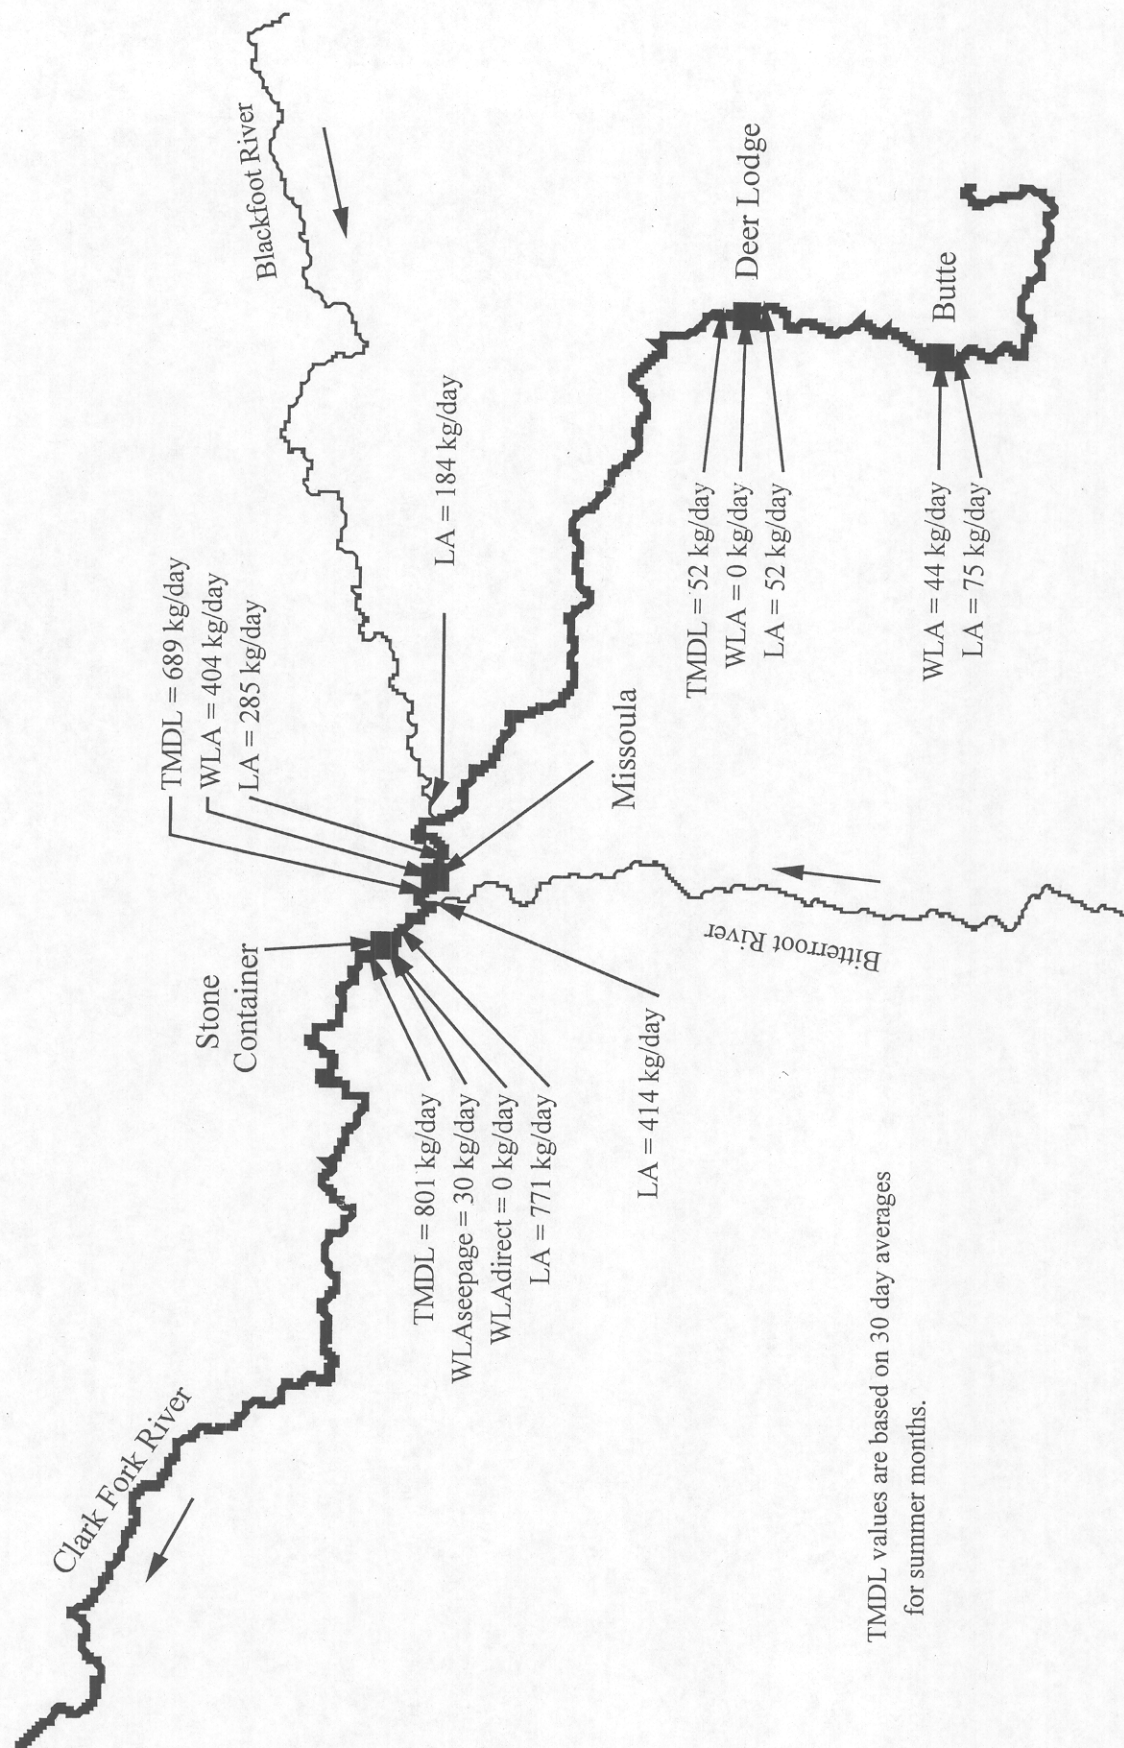 Clark Fork River
Stone
Container
TMDL = 689 kg/day
WLA = 404 kg/day
LA = 285 kg/day
Blackfoot River
LA = 184 kg/day
TMDL = 801 kg/day
WLAseepage = 30 kg/day
WLAdirect = 0 kg/day
LA = 771 kg/day
Missoula
LA = 414 kg/day
Bitterroot River
TMDL = 52 kg/day
WLA = 0 kg/day
LA = 52 kg/day
Deer Lodge
WLA = 44 kg/day
LA = 75 kg/day
Butte
TMDL values are based on 30 day averages
for summer months.